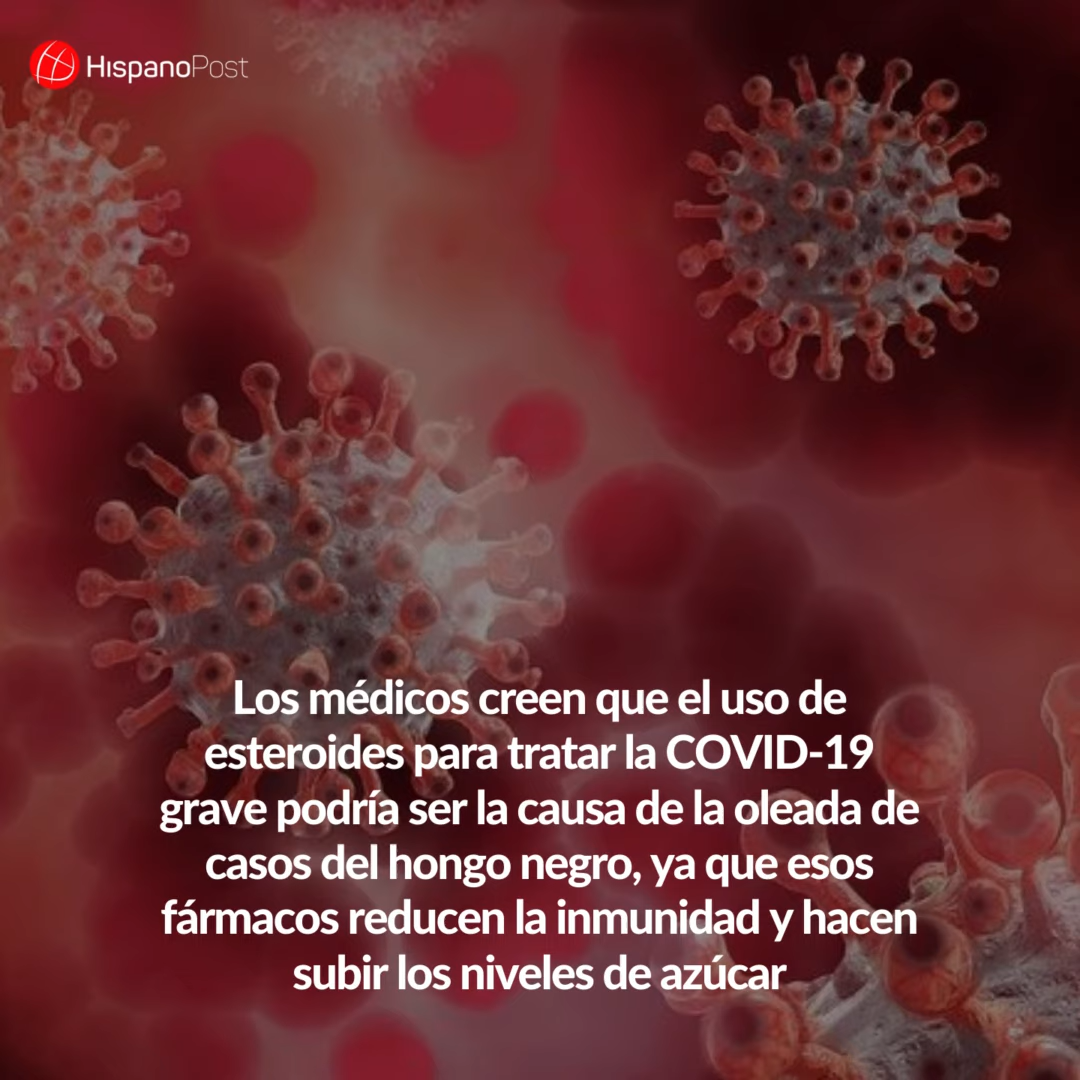 HispanoPost
Los médicos creen que el uso de
esteroides para tratar la COVID-19
grave podría ser la causa de la oleada de
casos del hongo negro, ya que esos
fármacos reducen la inmunidad y hacen
subir los niveles de azúcar